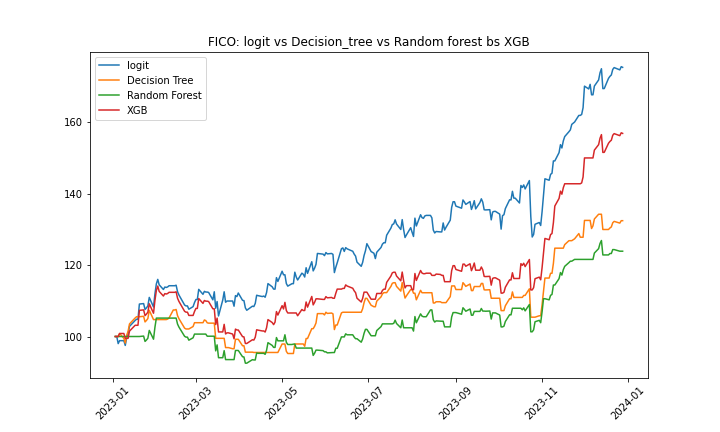 FICO: logit vs Decision_tree vs Random forest bs XGB
logit
Decision Tree
Random Forest
XGB
160
140
120
100
2023-01
2023-03
2023-05
2023-07
2023-09
2023-11
2024-01